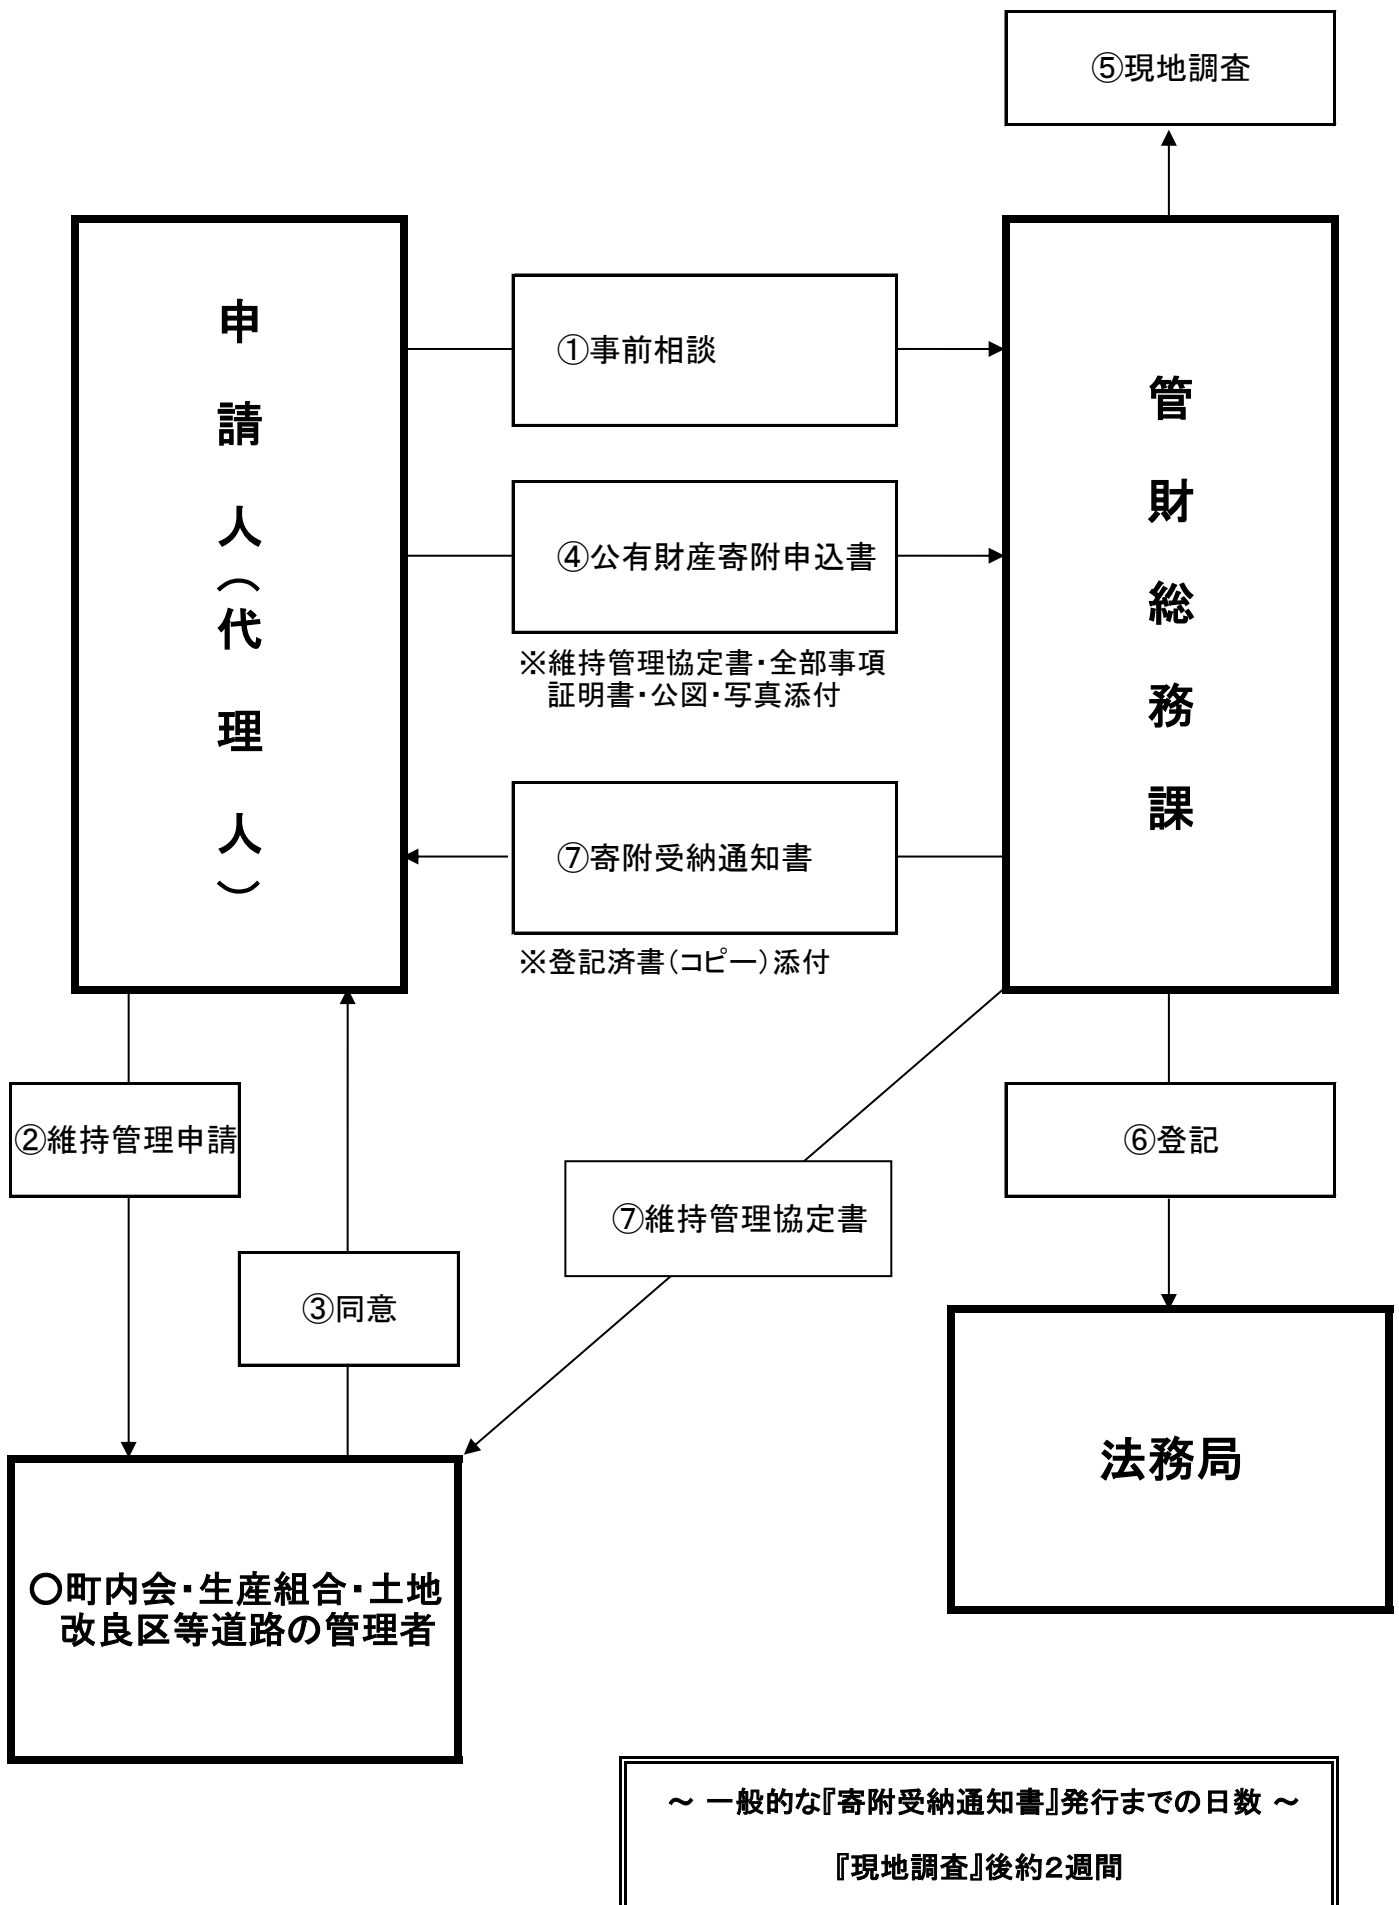 ⑤現地調査
申請人（代理人）
①事前相談
管財総務課
④公有財産寄附申込書
※維持管理協定書・全部事項
証明書・公図・写真添付
⑦寄附受納通知書
※登記済書（コピー）添付
②維持管理申請
⑥登記
⑦維持管理協定書
③同意
法務局
〇町内会・生産組合・土地
改良区等道路の管理者
～ 一般的な『寄附受納通知書』発行までの日数 ～
『現地調査』後約２週間